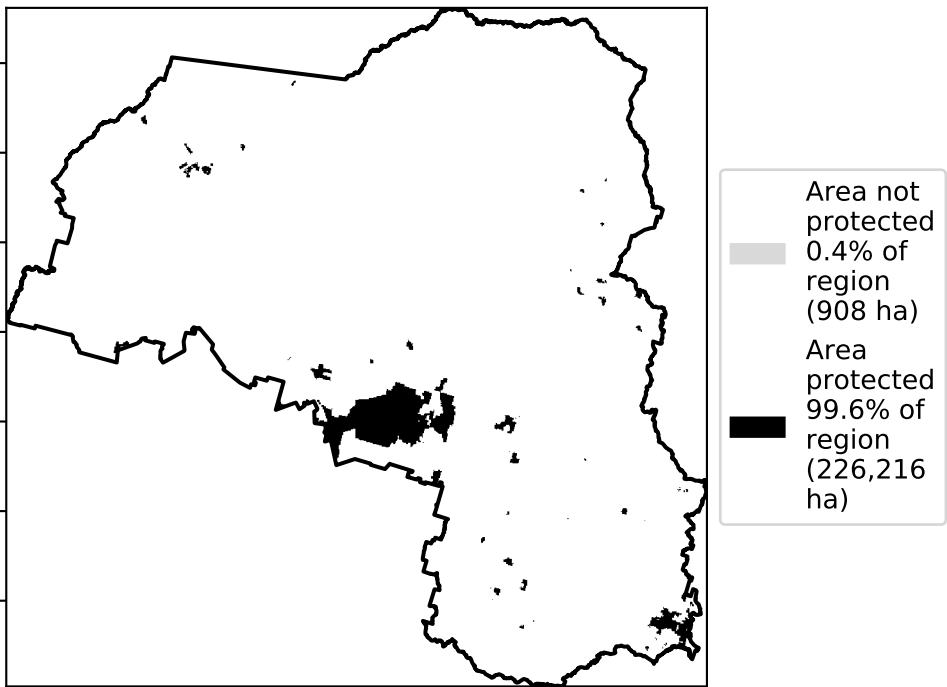 Area not
protected
0.4% of
region
(908 ha)
Area
protected
99.6% of
region
(226,216
ha)